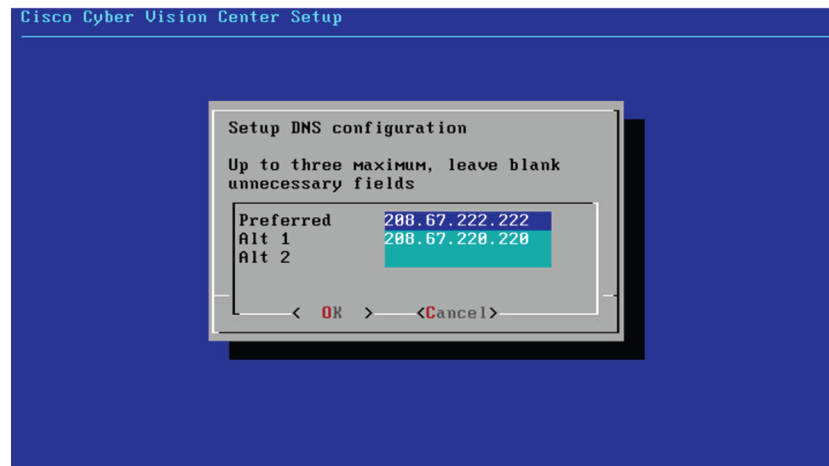 Cisco Cyber Vision Center Setup
Setup DNS configuration
Up to three maximum, leave blank
unnecessary fields
Preferred 208.67.222.222
Alt 1 208.67.220.220
Alt 2
< OK > <Cancel>